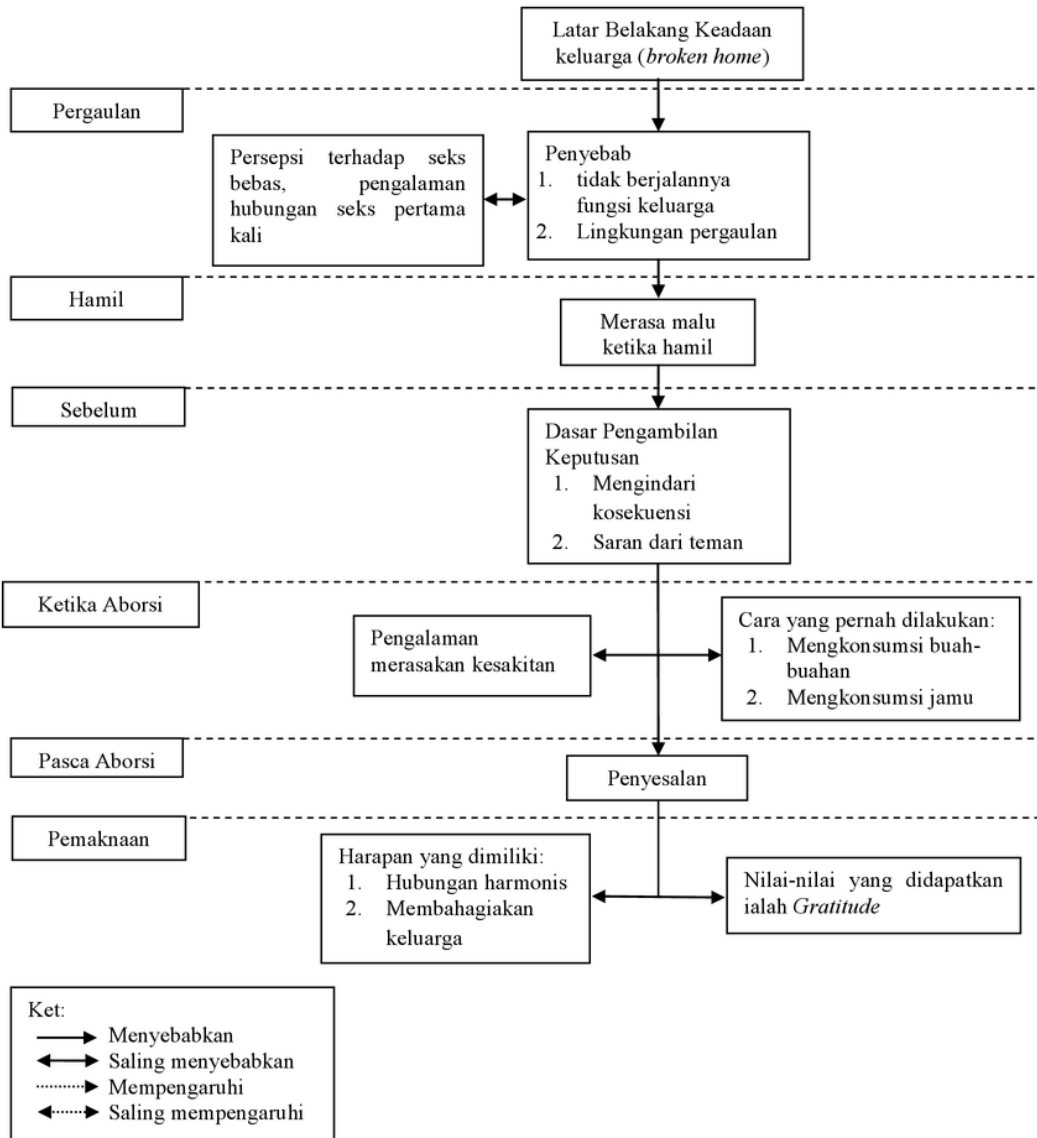 Latar Belakang Keadaan
keluarga (broken home)
Pergaulan
Persepsi terhadap seks
bebas, pengalaman
hubungan seks pertama
kali
Penyebab
1. tidak berjalannya
fungsi keluarga
2. Lingkungan pergaulan
Hamil
Merasa malu
ketika hamil
Sebelum
Dasar Pengambilan
Keputusan
1. Mengindari
kosekuensi
2. Saran dari teman
Ketika Aborsi
Pengalaman
merasakan kesakitan
Cara yang pernah dilakukan:
1. Mengkonsumsi buah-
buahan
2. Mengkonsumsi jamu
Pasca Aborsi
Penyesalan
Pemaknaan
Harapan yang dimiliki:
1. Hubungan harmonis
2. Membahagiakan
keluarga
Nilai-nilai yang didapatkan
ialah Gratitude
Ket:
Menyebabkan
Saling menyebabkan
Mempengaruhi
Saling mempengaruhi